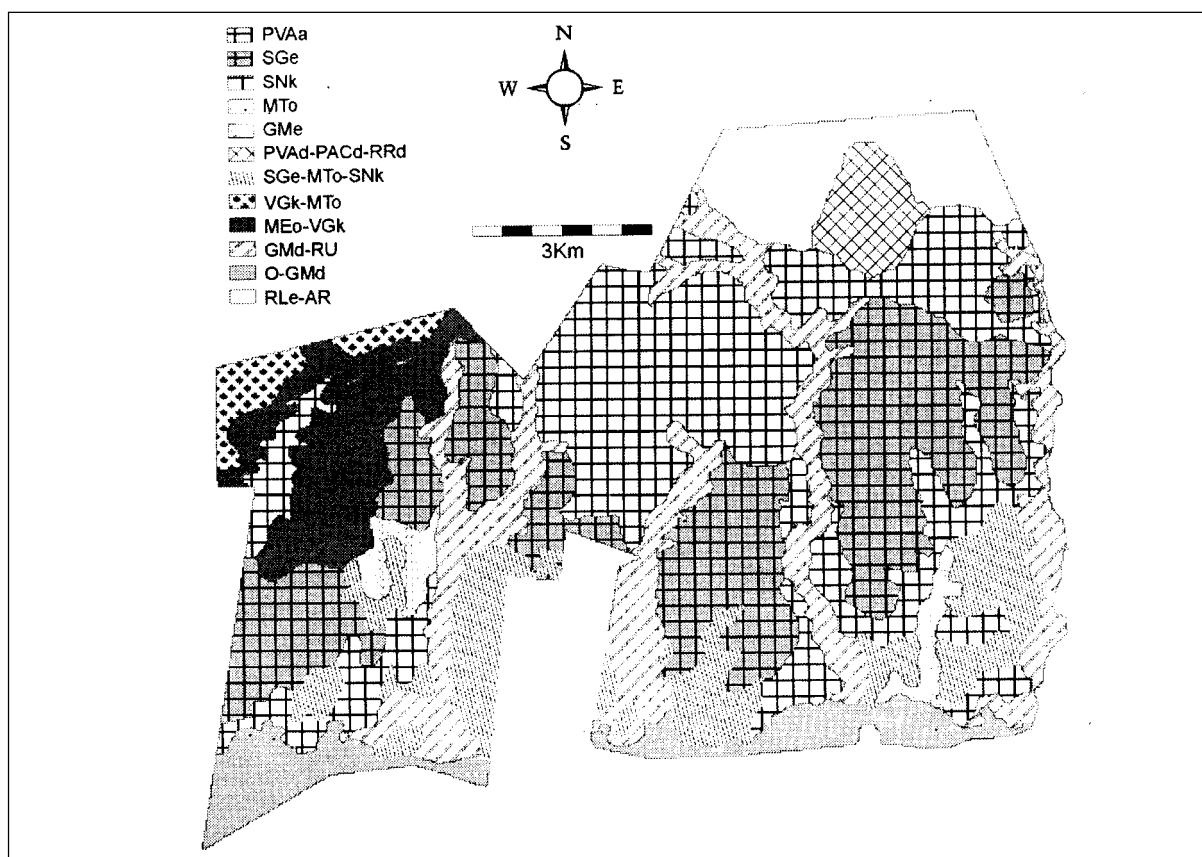 PVAa
SGe
SNk
MTo
GMe
PVAd-PACd-RRd
SGe-MTo-SNk
VGk-MTo
MEo-VGk
GMd-RU
O-GMd
RLe-AR
N
W E
S
3Km